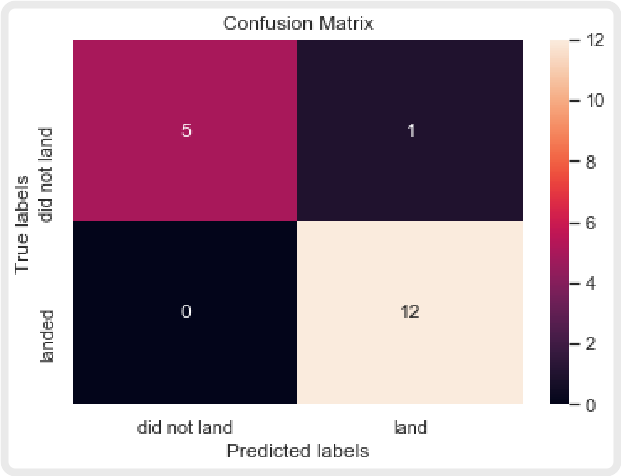 Confusion Matrix
True labels
did not land
landed
5
1
0
12
did not land
land
Predicted labels
12
10
8
6
4
2
0